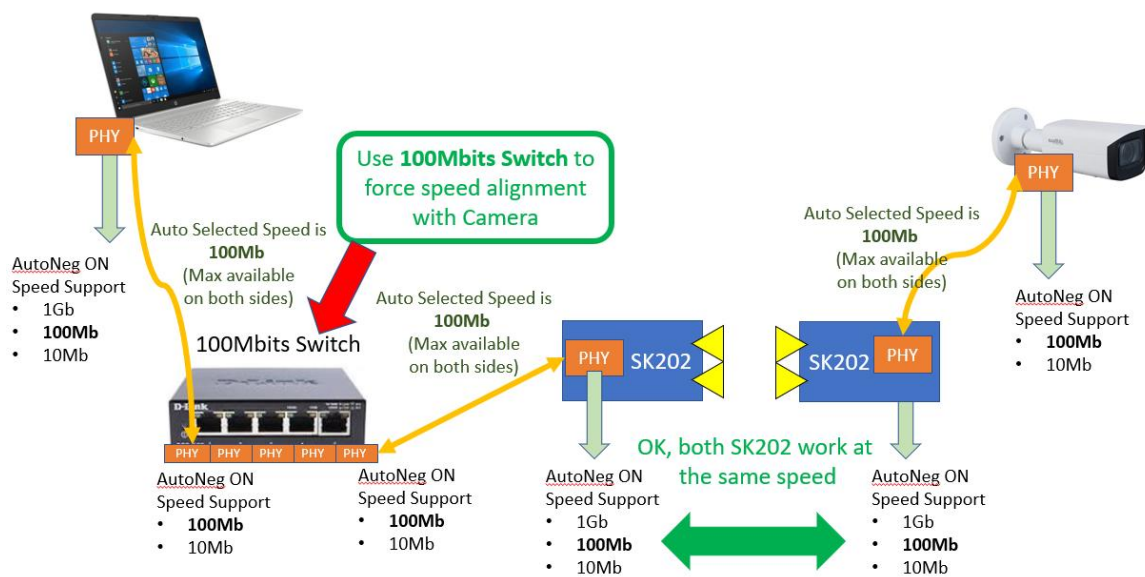 PHY
AutoNeg ON
Speed Support
• 1Gb
• 100Mb
• 10Mb
Auto Selected Speed is
100Mb
(Max available
on both sides)
Use 100Mbits Switch to
force speed alignment
with Camera
100Mbits Switch
D-Link
D-Link
PHY PHY PHY PHY PHY
AutoNeg ON
Speed Support
• 100Mb
• 10Mb
AutoNeg ON
Speed Support
• 100Mb
• 10Mb
Auto Selected Speed is
100Mb
(Max available
on both sides)
PHY
SK202
AutoNeg ON
Speed Support
• 1Gb
• 100Mb
• 10Mb
OK, both SK202 work at
the same speed
SK202
PHY
AutoNeg ON
Speed Support
• 1Gb
• 100Mb
• 10Mb
Auto Selected Speed is
100Mb
(Max available
on both sides)
PHY
AutoNeg ON
Speed Support
• 100Mb
• 10Mb